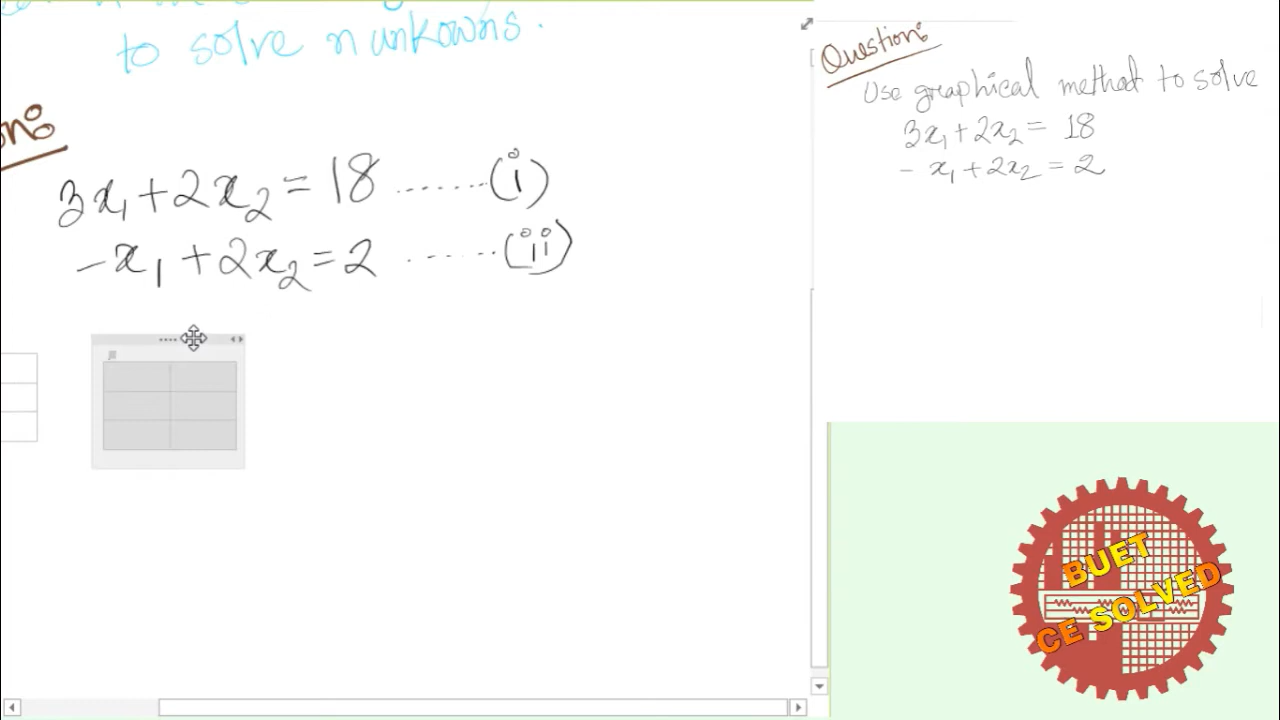 to solve n unkowns.
on:
3x₁ + 2x₂ = 18 ....... (i)
-x₁ + 2x₂ = 2 ....... (ii)
Question:
Use graphical method to solve
3x₁ + 2x₂ = 18
- x₁ + 2x₂ = 2
BUET
CE SOLVED